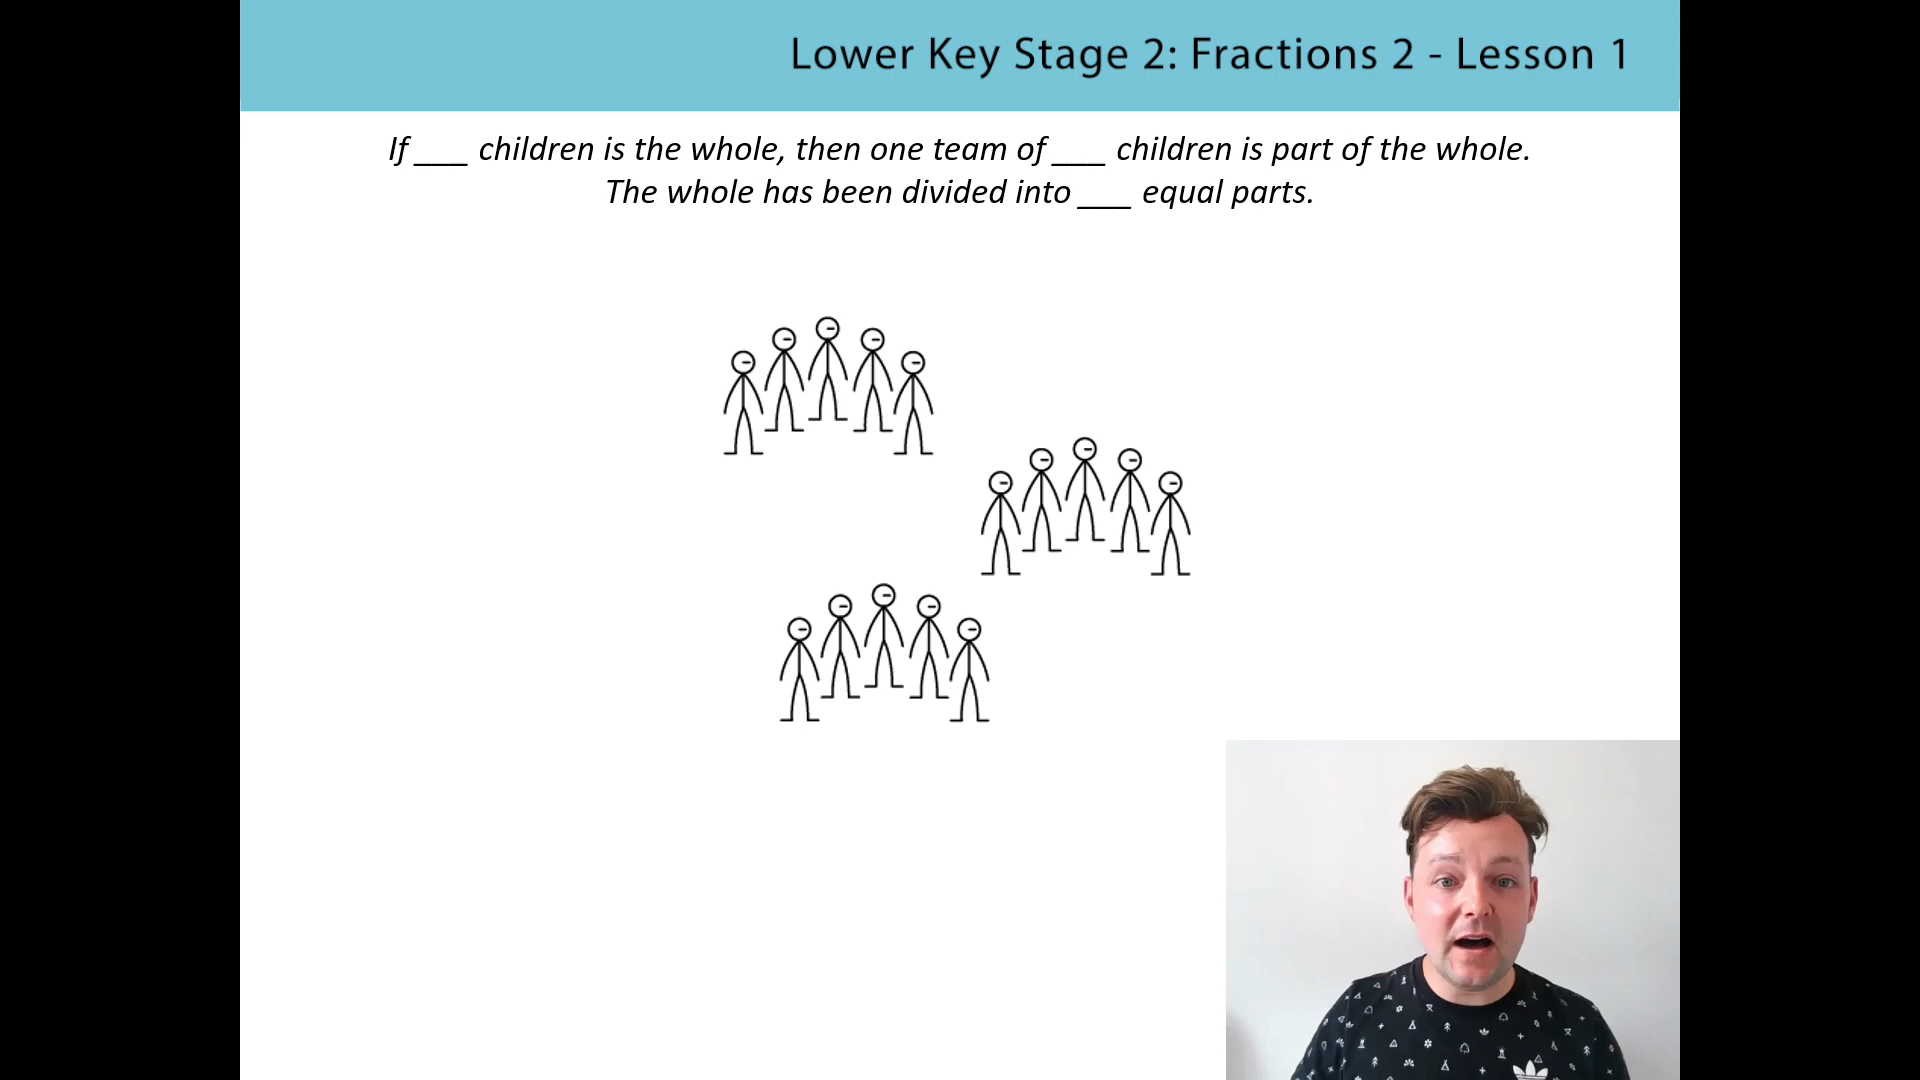 Lower Key Stage 2: Fractions 2 - Lesson 1
If ___ children is the whole, then one team of ___ children is part of the whole.
The whole has been divided into ___ equal parts.